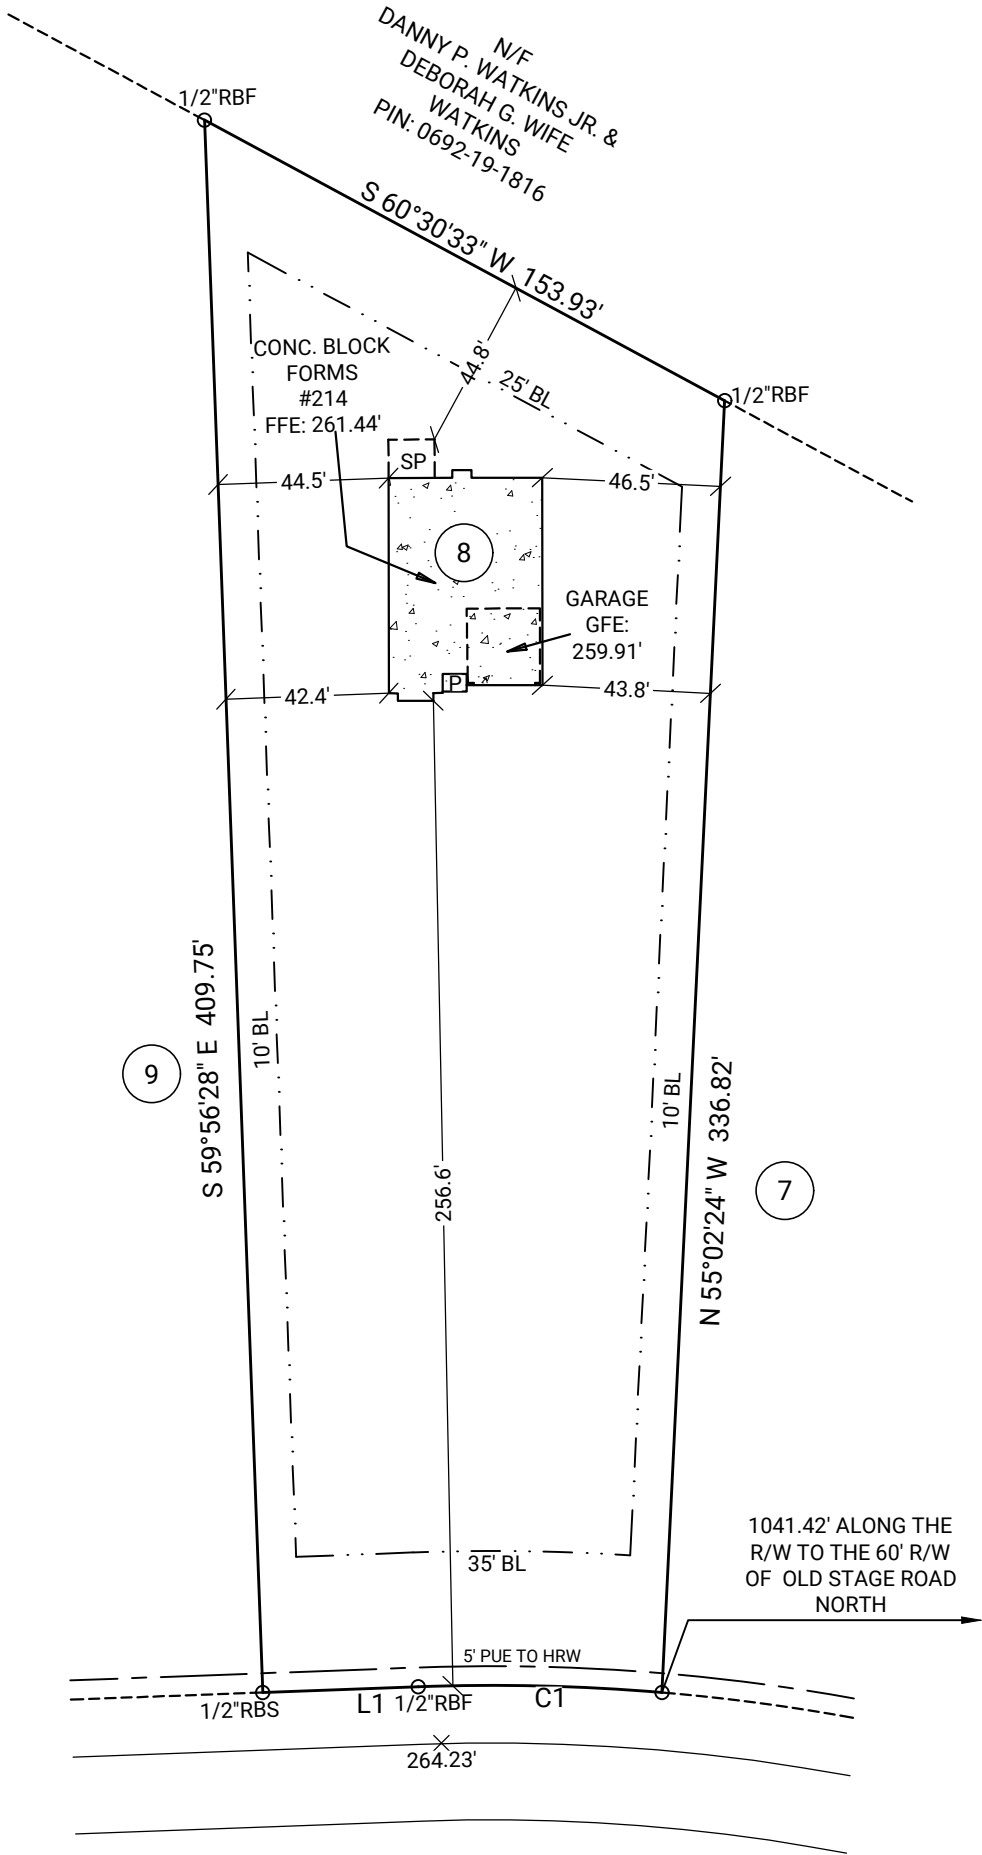 N/F
DANNY P. WATKINS JR. &
DEBORAH G. WIFE
WATKINS
PIN: 0692-19-1816
1/2"RBF
S 60°30'33" W 153.93'
CONC. BLOCK
FORMS
#214
FFE: 261.44'
44.8'
25' BL
1/2"RBF
SP
44.5'
46.5'
8
GARAGE
GFE:
259.91'
P
42.4'
43.8'
S 59°56'28" E 409.75'
10' BL
9
10' BL
N 55°02'24" W 336.82'
7
256.6'
35' BL
1041.42' ALONG THE
R/W TO THE 60' R/W
OF OLD STAGE ROAD
NORTH
5' PUE TO HRW
1/2"RBS
L1
1/2"RBF
C1
264.23'